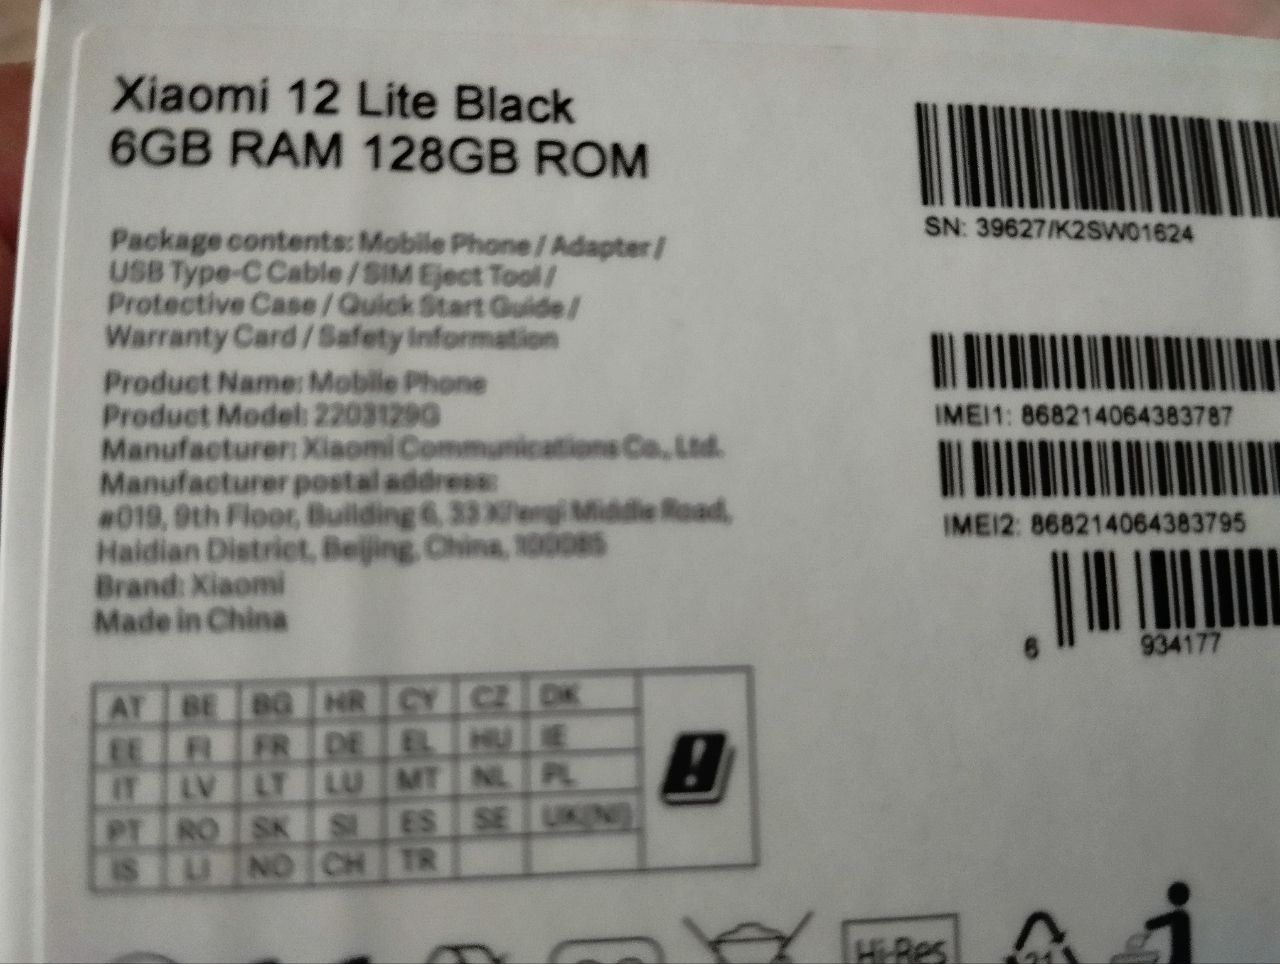 Xiaomi 12 Lite Black
6GB RAM 128GB ROM
Package contents: Mobile Phone / Adapter /
USB Type-C Cable / SIM Eject Tool /
Protective Case / Quick Start Guide /
Warranty Card / Safety Information
Product Name: Mobile Phone
Product Model: 2203129G
Manufacturer: Xiaomi Communications Co., Ltd.
Manufacturer postal address:
#019, 9th Floor, Building 6, 33 Xi'erqi Middle Road,
Haidian District, Beijing, China, 100085
Brand: Xiaomi
Made in China
SN: 39627/K2SW01624
IMEI1: 868214064383787
IMEI2: 868214064383795
6 934177
AT BE BG HR CY CZ DK
EE FI FR DE EL HU IE
IT LV LT LU MT NL PL
PT RO SK SI ES SE UK(NI)
IS LI NO CH TR
Hi-Res
21